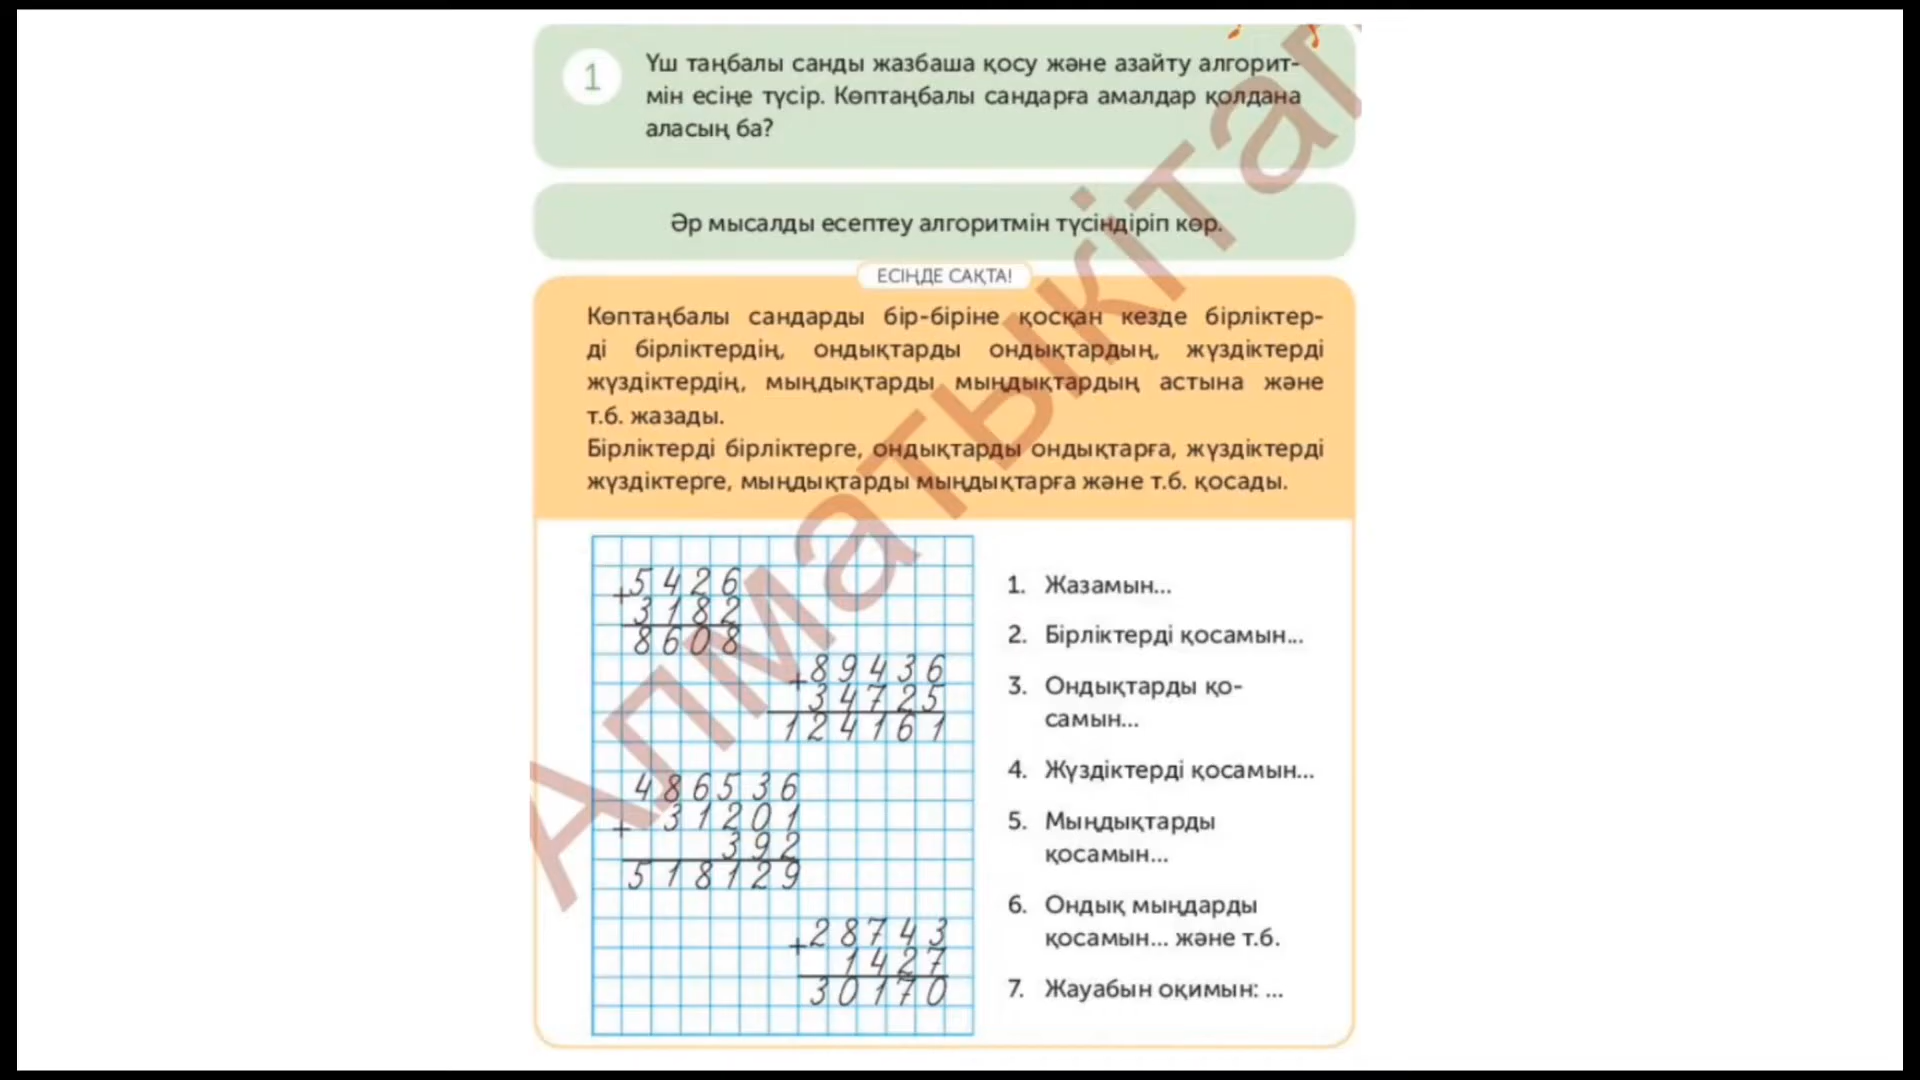 1
Үш таңбалы санды жазбаша қосу және азайту алгорит-
мін есіңе түсір. Көптаңбалы сандарға амалдар қолдана
аласың ба?
Әр мысалды есептеу алгоритмін түсіндіріп көр.
ЕСІҢДЕ САҚТА!
Көптаңбалы сандарды бір-біріне қосқан кезде бірліктер-
ді бірліктердің, ондықтарды ондықтардың, жүздіктерді
жүздіктердің, мыңдықтарды мыңдықтардың астына және
т.б. жазады.
Бірліктерді бірліктерге, ондықтарды ондықтарға, жүздіктерді
жүздіктерге, мыңдықтарды мыңдықтарға және т.б. қосады.
5426
+
3182
8608
89436
+
34725
124161
486536
31201
+
392
518129
28743
+
1427
30170
1. Жазамын...
2. Бірліктерді қосамын...
3. Ондықтарды қо-
самын...
4. Жүздіктерді қосамын...
5. Мыңдықтарды
қосамын...
6. Ондық мыңдарды
қосамын... және т.б.
7. Жауабын оқимын: ...
Алматыкітап